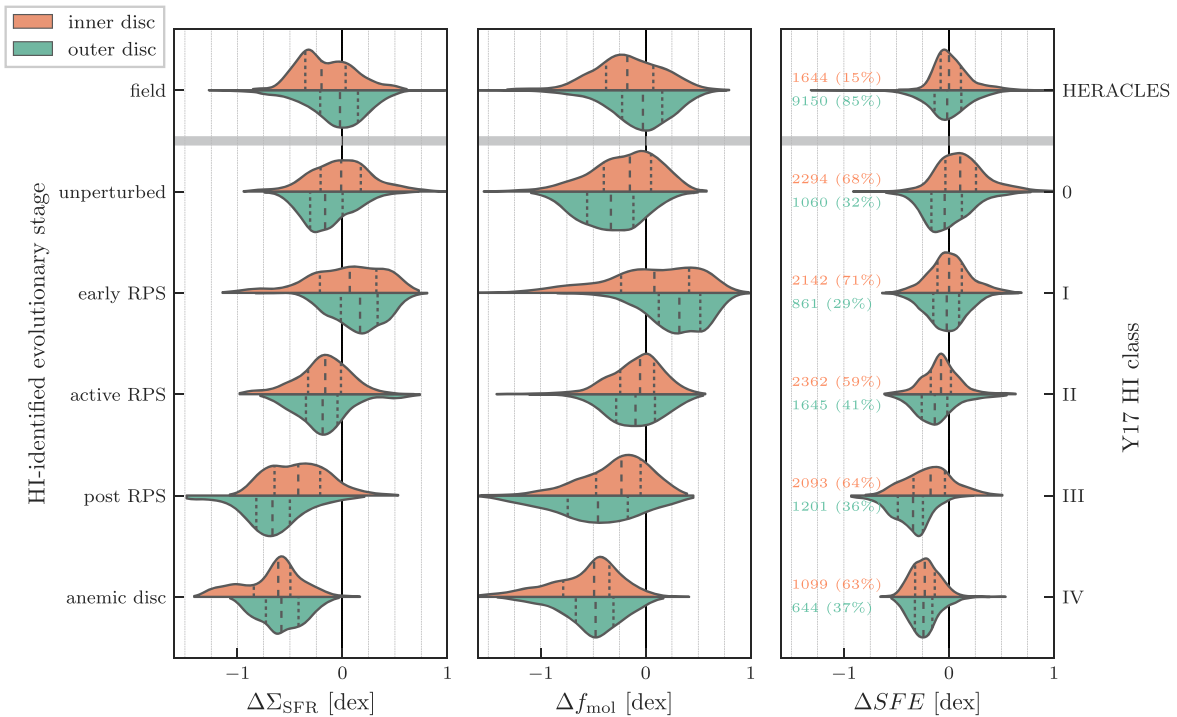 inner disc
outer disc
HI-identified evolutionary stage
field
unperturbed
early RPS
active RPS
post RPS
anemic disc
1644 (15%)
9150 (85%)
2294 (68%)
1060 (32%)
2142 (71%)
861 (29%)
2362 (59%)
1645 (41%)
2093 (64%)
1201 (36%)
1099 (63%)
644 (37%)
HERACLES
0
I
II
III
IV
Y17 HI class
−1 0 1
−1 0 1
−1 0 1
ΔΣ_SFR [dex]
Δf_mol [dex]
ΔSFE [dex]